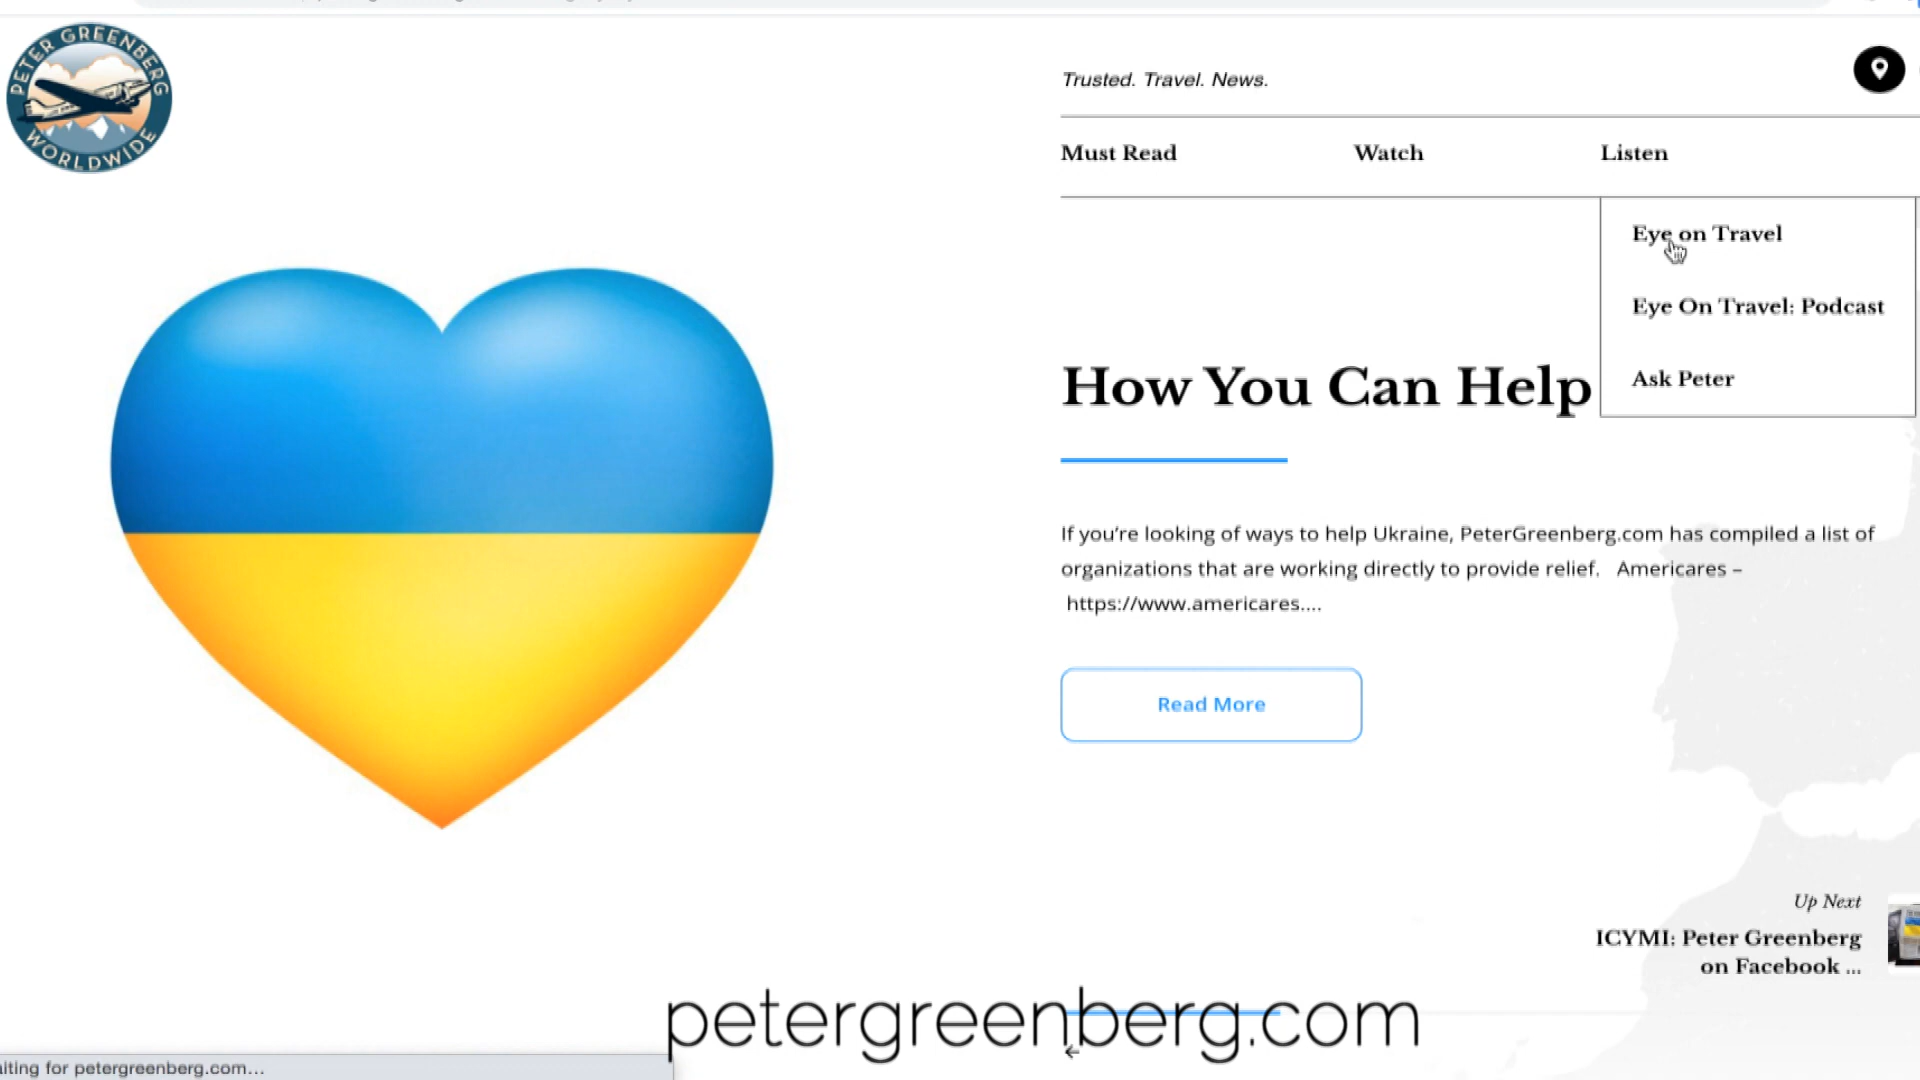 PETER GREENBERG
WORLDWIDE
Trusted. Travel. News.
Must Read
Watch
Listen
Eye on Travel
Eye On Travel: Podcast
Ask Peter
How You Can Help
If you’re looking of ways to help Ukraine, PeterGreenberg.com has compiled a list of
organizations that are working directly to provide relief. Americares –
https://www.americares....
Read More
Up Next
ICYMI: Peter Greenberg
on Facebook ...
petergreenberg.com
aiting for petergreenberg.com...